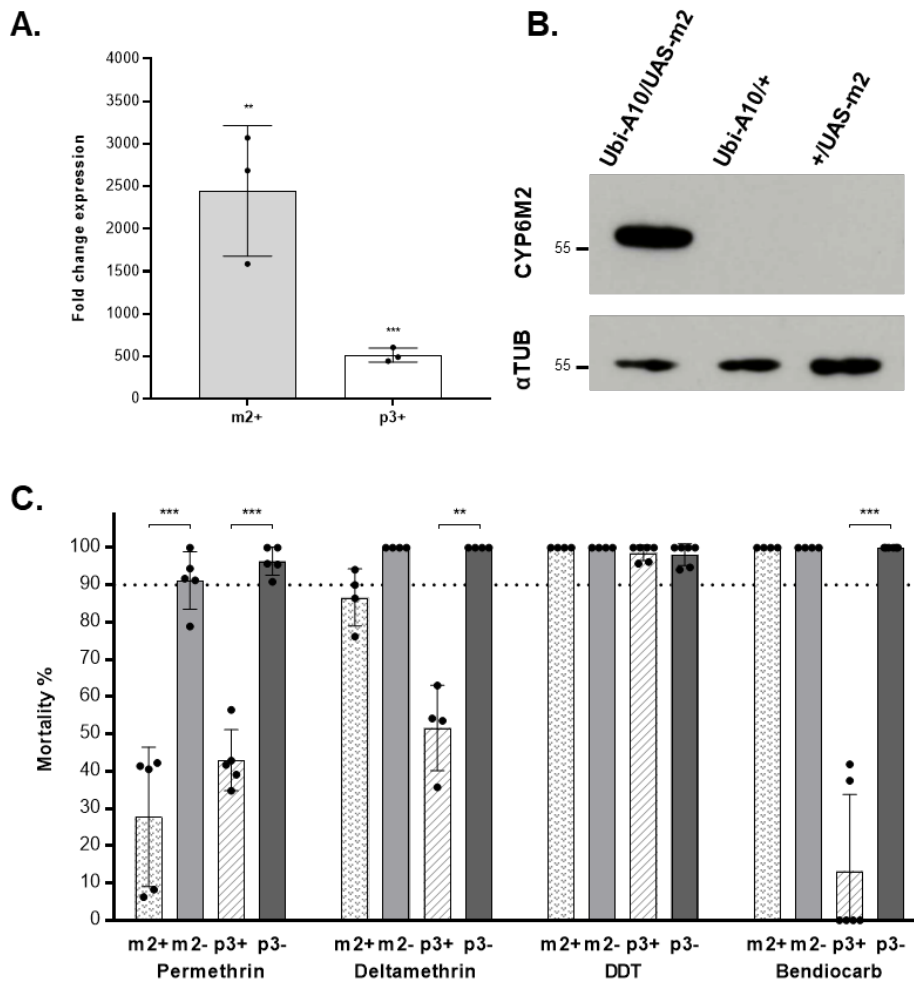 A.
4000
3500
3000
2500
2000
1500
1000
500
0
Fold change expression
**
***
m2+ p3+
B.
Ubi-A10/UAS-m2
Ubi-A10/+
+/UAS-m2
CYP6M2
55
αTUB
55
C.
*** *** ** ***
100
90
80
70
60
50
40
30
20
10
0
Mortality %
m2+ m2- p3+ p3- m2+ m2- p3+ p3- m2+ m2- p3+ p3- m2+ m2- p3+ p3-
Permethrin Deltamethrin DDT Bendiocarb